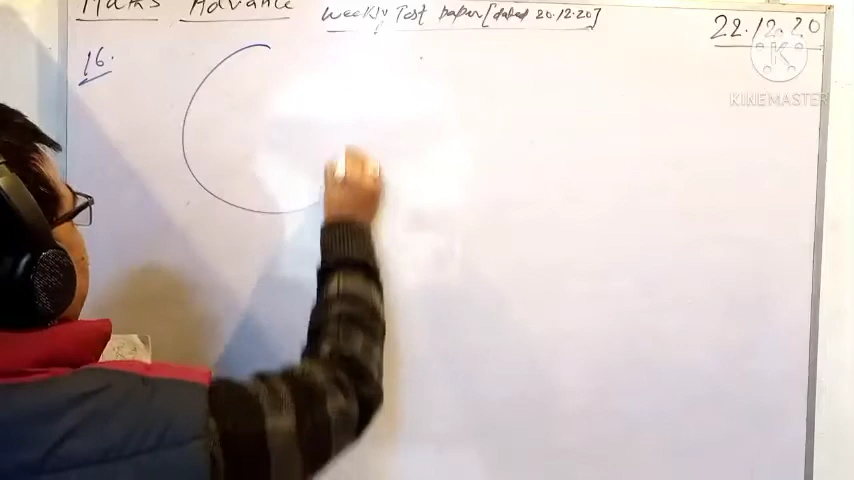 Maths Advance Weekly Test paper [dated 20.12.20]
22.12.20
16.
K
KINEMASTER